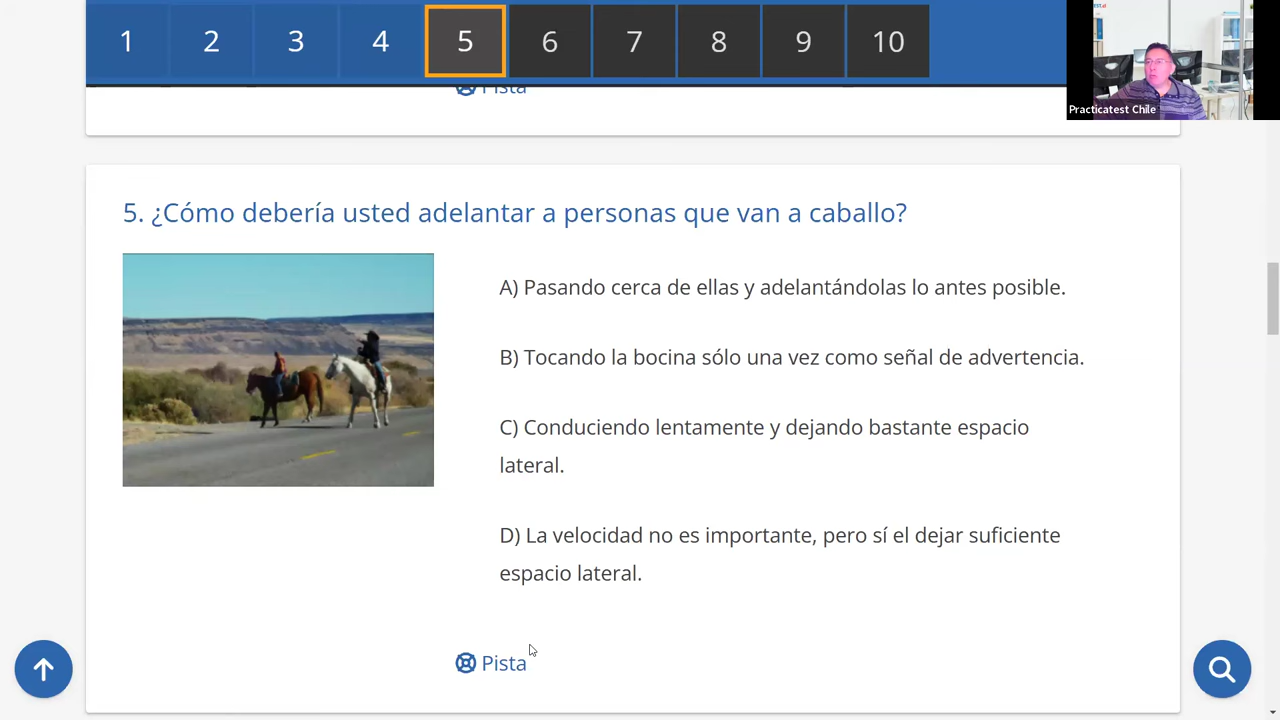 1 2 3 4 5 6 7 8 9 10
Practicatest Chile
Pista
5. ¿Cómo debería usted adelantar a personas que van a caballo?
A) Pasando cerca de ellas y adelantándolas lo antes posible.
B) Tocando la bocina sólo una vez como señal de advertencia.
C) Conduciendo lentamente y dejando bastante espacio
lateral.
D) La velocidad no es importante, pero sí el dejar suficiente
espacio lateral.
Pista